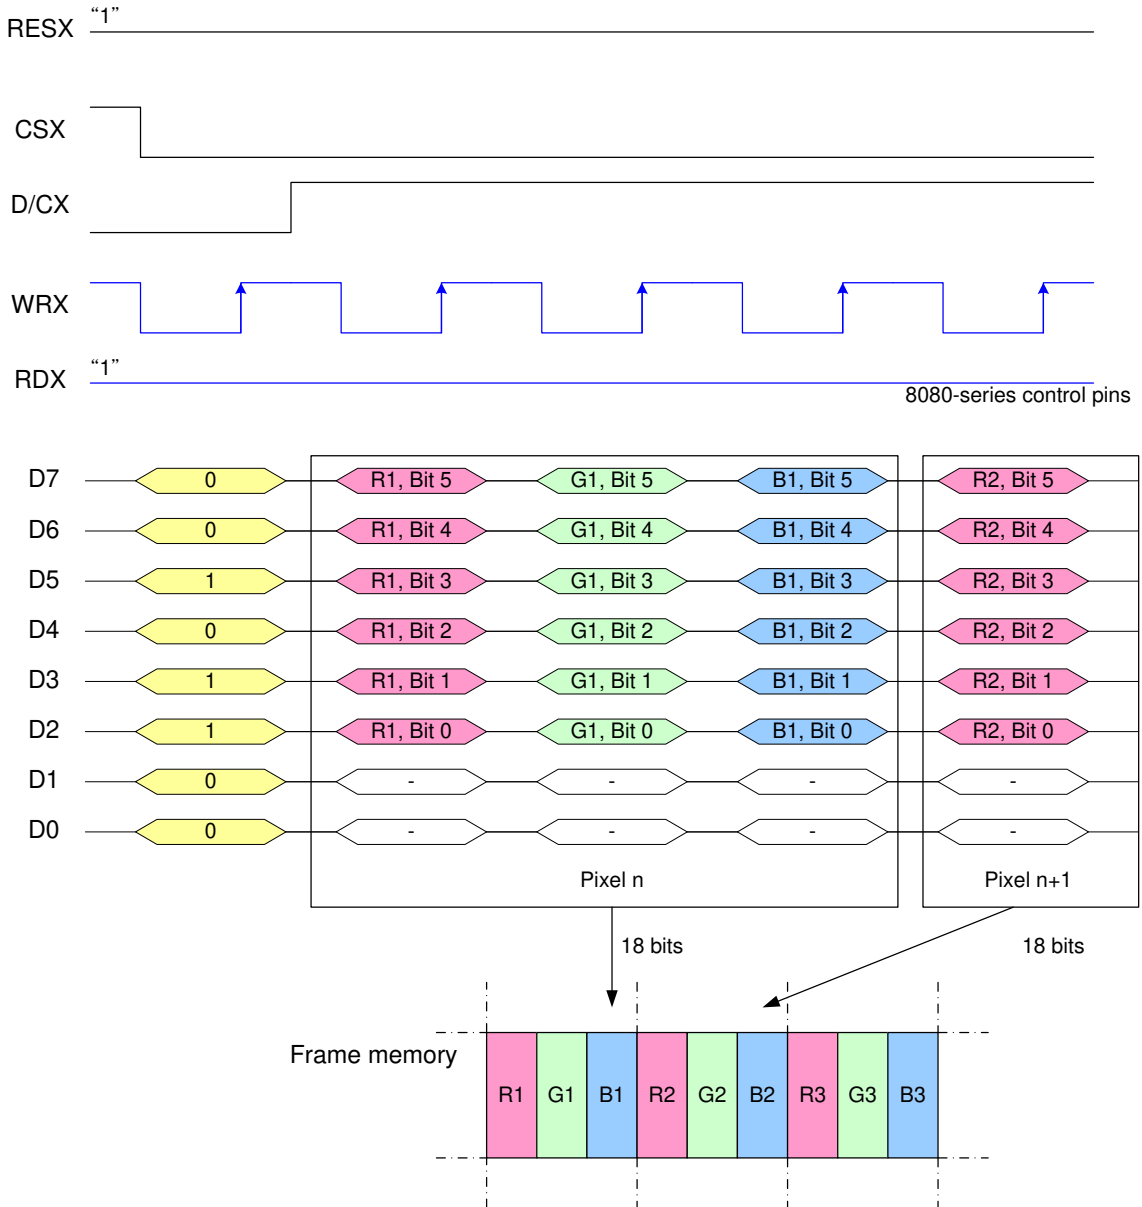 RESX “1”
CSX
D/CX
WRX
RDX “1”
8080-series control pins
D7 0 R1, Bit 5 G1, Bit 5 B1, Bit 5 R2, Bit 5
D6 0 R1, Bit 4 G1, Bit 4 B1, Bit 4 R2, Bit 4
D5 1 R1, Bit 3 G1, Bit 3 B1, Bit 3 R2, Bit 3
D4 0 R1, Bit 2 G1, Bit 2 B1, Bit 2 R2, Bit 2
D3 1 R1, Bit 1 G1, Bit 1 B1, Bit 1 R2, Bit 1
D2 1 R1, Bit 0 G1, Bit 0 B1, Bit 0 R2, Bit 0
D1 0 - - - -
D0 0 - - - -
Pixel n Pixel n+1
18 bits 18 bits
Frame memory
R1 G1 B1 R2 G2 B2 R3 G3 B3